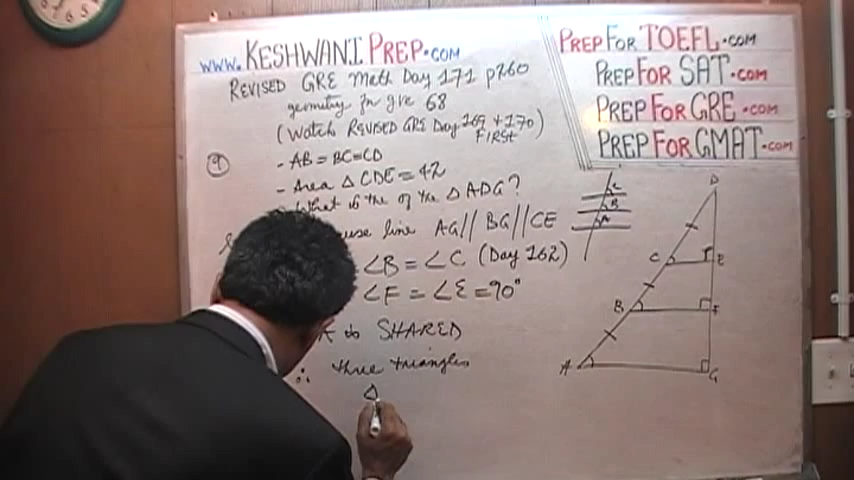 www. KESHWANI PREP.COM
REVISED GRE Math Day 171 p260
geometry for gre 68
(Watch REVISED GRE Day 169 + 170
FIRST)
9
- AB = BC = CD
- Area Δ CDE = 42
- What is the of the Δ ADG?
line AG // BG // CE
∠B = ∠C (Day 162)
∠F = ∠E = 90°
is SHARED
∴ three triangles
Δ
PREP FOR TOEFL.COM
PREP FOR SAT.COM
PREP FOR GRE.COM
PREP FOR GMAT.COM
C
B
A
D
C
E
B
F
A
G